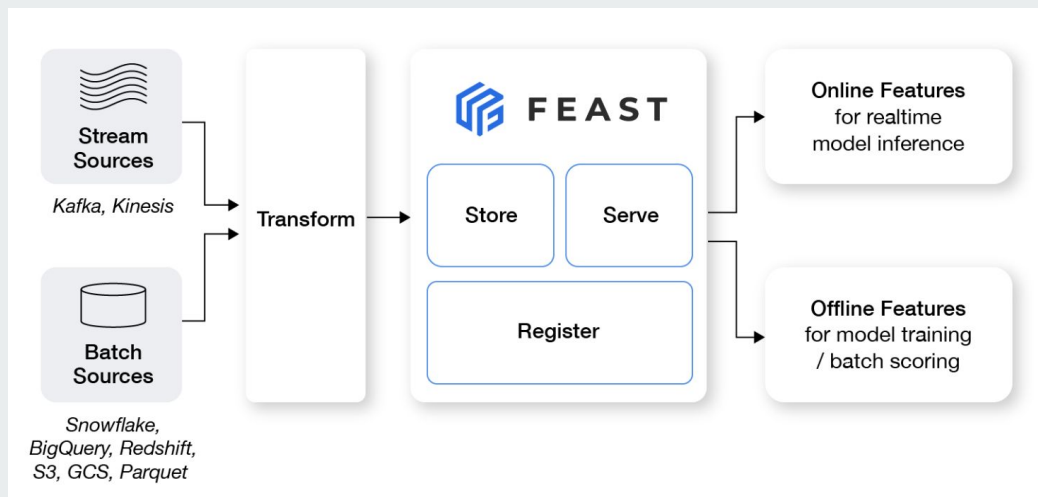 Stream
Sources
Kafka, Kinesis
Batch
Sources
Snowflake,
BigQuery, Redshift,
S3, GCS, Parquet
Transform
FEAST
Store
Serve
Register
Online Features
for realtime
model inference
Offline Features
for model training
/ batch scoring